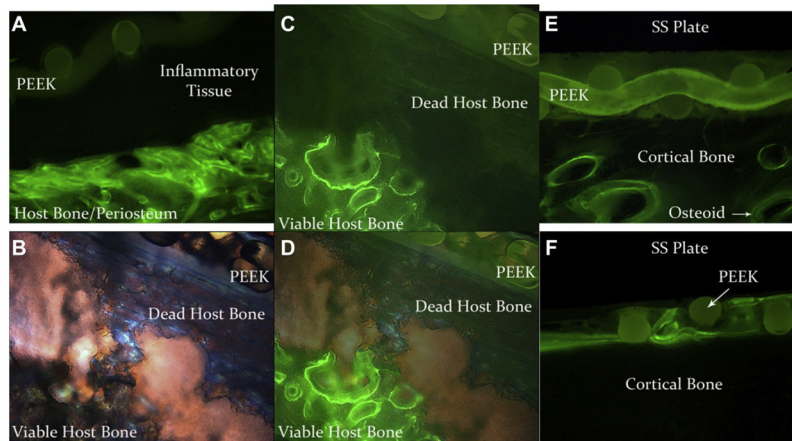 A
PEEK
Inflammatory
Tissue
Host Bone/Periosteum
B
PEEK
Dead Host Bone
Viable Host Bone
C
PEEK
Dead Host Bone
Viable Host Bone
D
PEEK
Dead Host Bone
Viable Host Bone
E
SS Plate
PEEK
Cortical Bone
Osteoid
F
SS Plate
PEEK
Cortical Bone